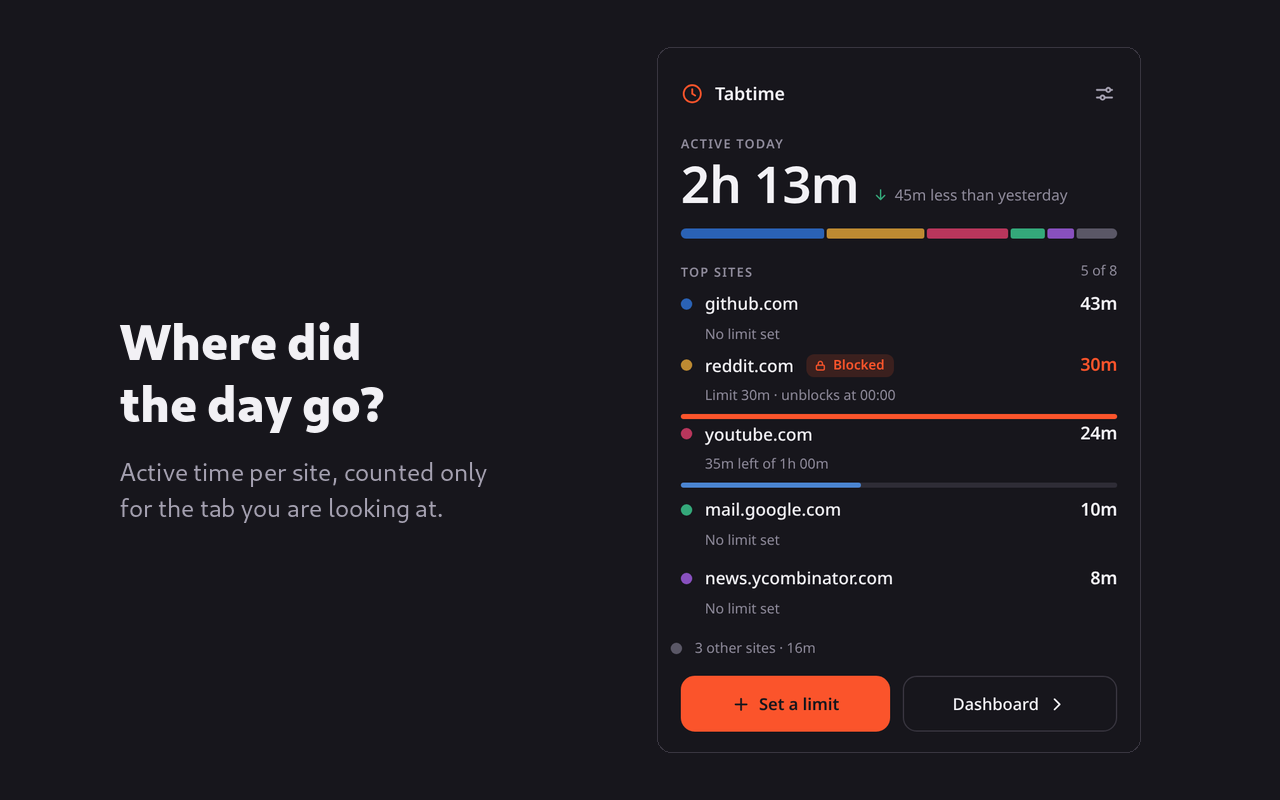 Where did
the day go?
Active time per site, counted only
for the tab you are looking at.
Tabtime
ACTIVE TODAY
2h 13m 45m less than yesterday
TOP SITES 5 of 8
github.com 43m
No limit set
reddit.com Blocked 30m
Limit 30m · unblocks at 00:00
youtube.com 24m
35m left of 1h 00m
mail.google.com 10m
No limit set
news.ycombinator.com 8m
No limit set
3 other sites · 16m
Set a limit Dashboard